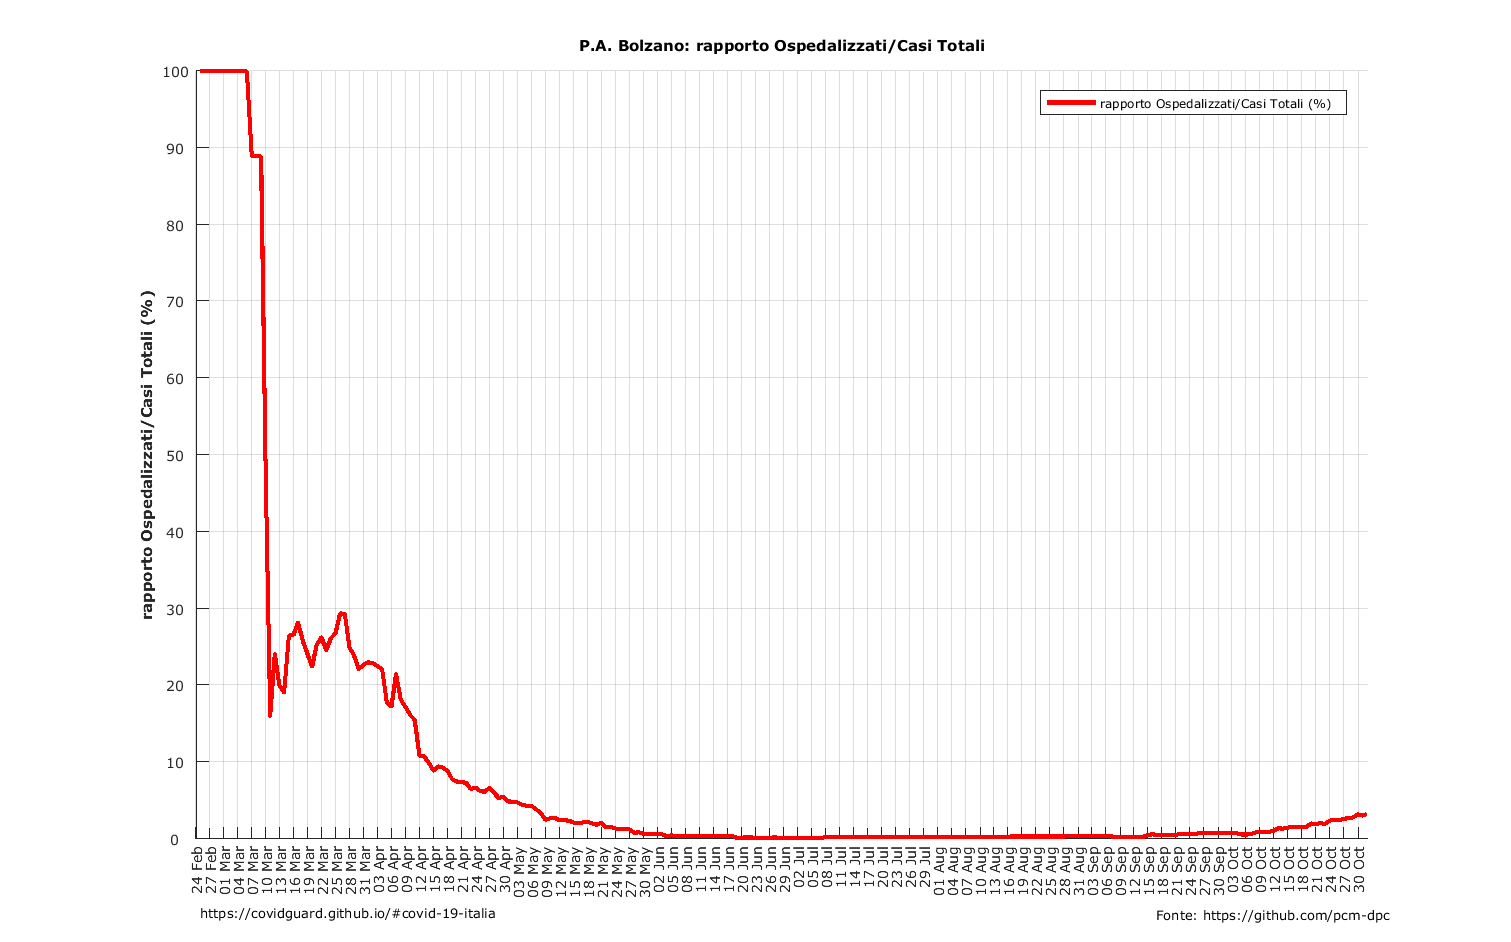 P.A. Bolzano: rapporto Ospedalizzati/Casi Totali
rapporto Ospedalizzati/Casi Totali (%)
rapporto Ospedalizzati/Casi Totali (%)
100
90
80
70
60
50
40
30
20
10
0
24 Feb
27 Feb
01 Mar
04 Mar
07 Mar
10 Mar
13 Mar
16 Mar
19 Mar
22 Mar
25 Mar
28 Mar
31 Mar
03 Apr
06 Apr
09 Apr
12 Apr
15 Apr
18 Apr
21 Apr
24 Apr
27 Apr
30 Apr
03 May
06 May
09 May
12 May
15 May
18 May
21 May
24 May
27 May
30 May
02 Jun
05 Jun
08 Jun
11 Jun
14 Jun
17 Jun
20 Jun
23 Jun
26 Jun
29 Jun
02 Jul
05 Jul
08 Jul
11 Jul
14 Jul
17 Jul
20 Jul
23 Jul
26 Jul
29 Jul
01 Aug
04 Aug
07 Aug
10 Aug
13 Aug
16 Aug
19 Aug
22 Aug
25 Aug
28 Aug
31 Aug
03 Sep
06 Sep
09 Sep
12 Sep
15 Sep
18 Sep
21 Sep
24 Sep
27 Sep
30 Sep
03 Oct
06 Oct
09 Oct
12 Oct
15 Oct
18 Oct
21 Oct
24 Oct
27 Oct
30 Oct
https://covidguard.github.io/#covid-19-italia
Fonte: https://github.com/pcm-dpc